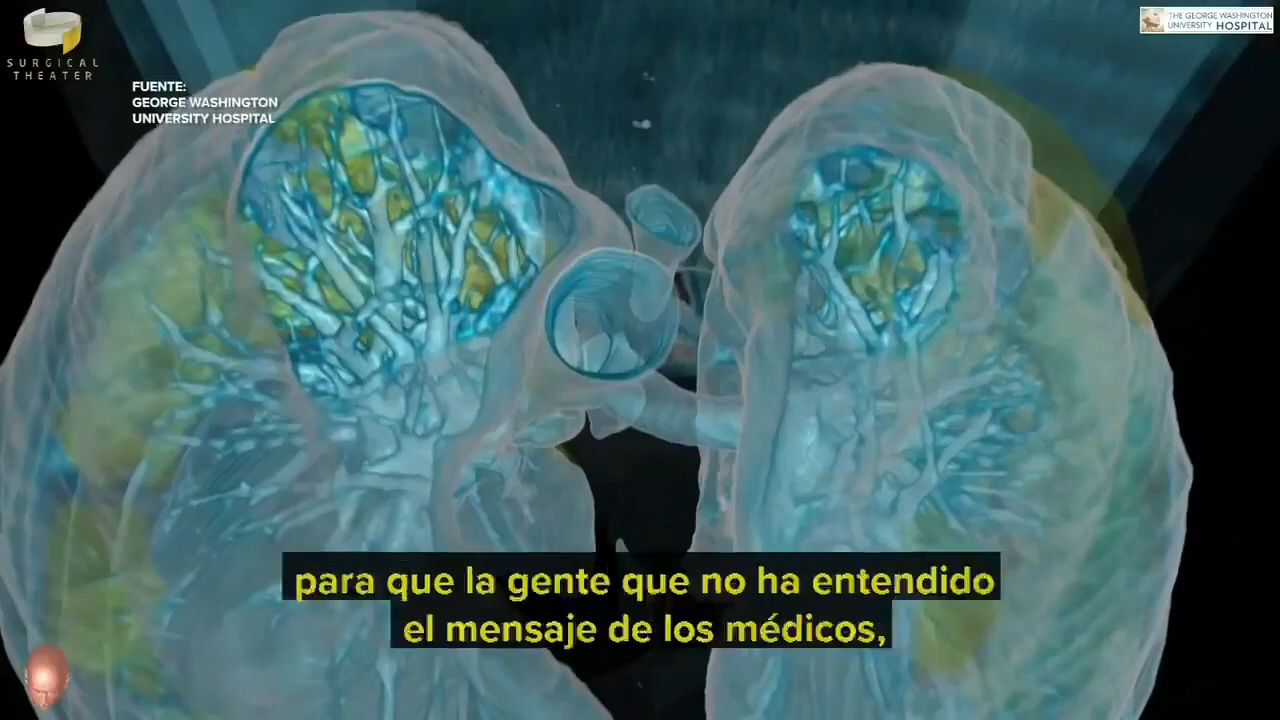 SURGICAL
THEATER
FUENTE:
GEORGE WASHINGTON
UNIVERSITY HOSPITAL
THE GEORGE WASHINGTON
UNIVERSITY HOSPITAL
para que la gente que no ha entendido
el mensaje de los médicos,